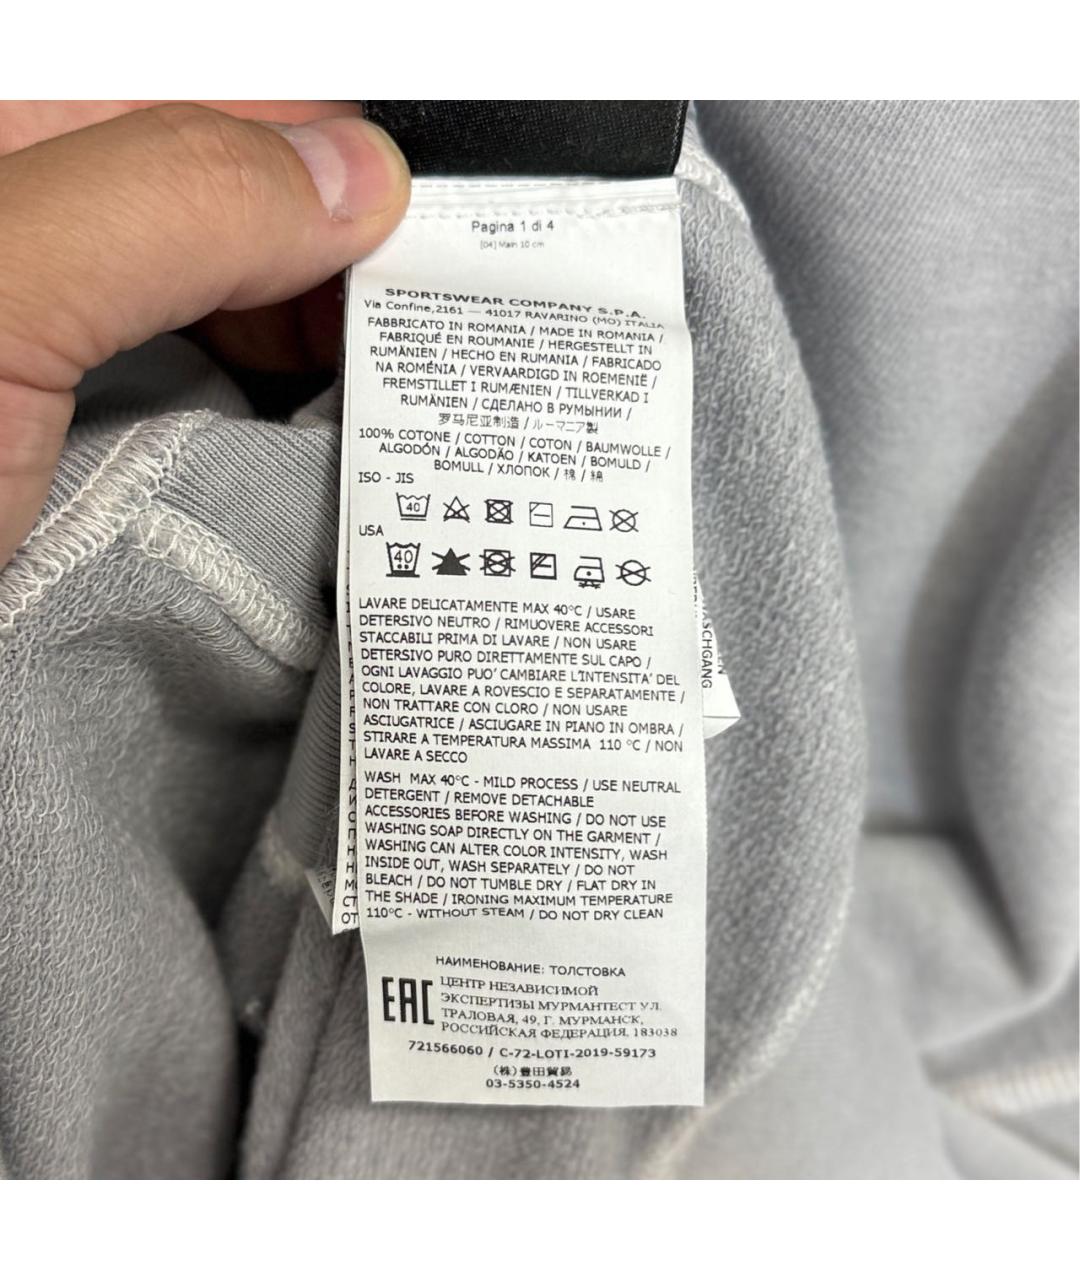 Pagina 1 di 4
[04] Main 10 cm
SPORTSWEAR COMPANY S.P.A.
Via Confine,2161 — 41017 RAVARINO (MO) ITALIA
FABBRICATO IN ROMANIA / MADE IN ROMANIA /
FABRIQUÉ EN ROUMANIE / HERGESTELLT IN
RUMÄNIEN / HECHO EN RUMANIA / FABRICADO
NA ROMÉNIA / VERVAARDIGD IN ROEMENIË /
FREMSTILLET I RUMÆNIEN / TILLVERKAD I
RUMÄNIEN / СДЕЛАНО В РУМЫНИИ /
罗马尼亚制造 / ルーマニア製
100% COTONE / COTTON / COTON / BAUMWOLLE /
ALGODÓN / ALGODÃO / KATOEN / BOMULD /
BOMULL / ХЛОПОК / 棉 / 綿
ISO - JIS
40
USA
40
LAVARE DELICATAMENTE MAX 40°C / USARE
DETERSIVO NEUTRO / RIMUOVERE ACCESSORI
STACCABILI PRIMA DI LAVARE / NON USARE
DETERSIVO PURO DIRETTAMENTE SUL CAPO /
OGNI LAVAGGIO PUO' CAMBIARE L'INTENSITA' DEL
COLORE, LAVARE A ROVESCIO E SEPARATAMENTE /
NON TRATTARE CON CLORO / NON USARE
ASCIUGATRICE / ASCIUGARE IN PIANO IN OMBRA /
STIRARE A TEMPERATURA MASSIMA 110 °C / NON
LAVARE A SECCO
WASH MAX 40°C - MILD PROCESS / USE NEUTRAL
DETERGENT / REMOVE DETACHABLE
ACCESSORIES BEFORE WASHING / DO NOT USE
WASHING SOAP DIRECTLY ON THE GARMENT /
WASHING CAN ALTER COLOR INTENSITY, WASH
INSIDE OUT, WASH SEPARATELY / DO NOT
BLEACH / DO NOT TUMBLE DRY / FLAT DRY IN
THE SHADE / IRONING MAXIMUM TEMPERATURE
110°C - WITHOUT STEAM / DO NOT DRY CLEAN
НАИМЕНОВАНИЕ: ТОЛСТОВКА
EAC
ЦЕНТР НЕЗАВИСИМОЙ
ЭКСПЕРТИЗЫ МУРМАНТЕСТ УЛ.
ТРАЛОВАЯ, 49, Г. МУРМАНСК,
РОССИЙСКАЯ ФЕДЕРАЦИЯ, 183038
721566060 / C-72-LOTI-2019-59173
(株)豊田貿易
03-5350-4524